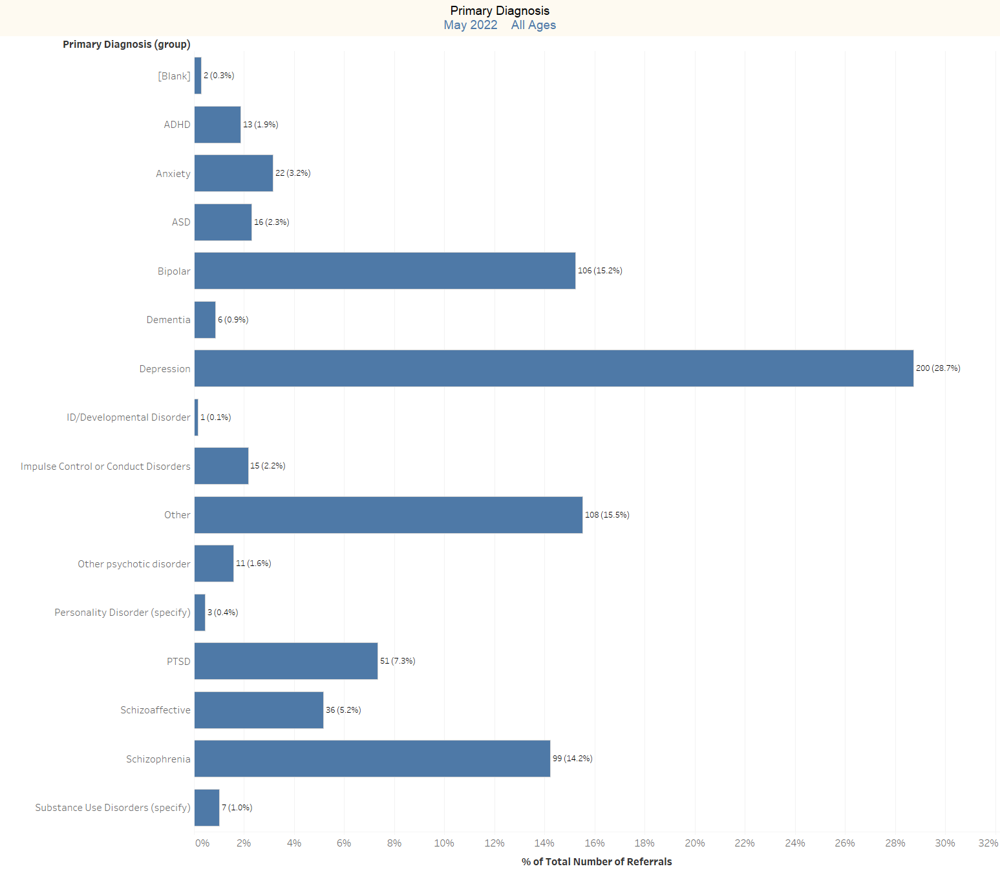 Primary Diagnosis
May 2022 All Ages
Primary Diagnosis (group)
[Blank] 2 (0.3%)
ADHD 13 (1.9%)
Anxiety 22 (3.2%)
ASD 16 (2.3%)
Bipolar 106 (15.2%)
Dementia 6 (0.9%)
Depression 200 (28.7%)
ID/Developmental Disorder 1 (0.1%)
Impulse Control or Conduct Disorders 15 (2.2%)
Other 108 (15.5%)
Other psychotic disorder 11 (1.6%)
Personality Disorder (specify) 3 (0.4%)
PTSD 51 (7.3%)
Schizoaffective 36 (5.2%)
Schizophrenia 99 (14.2%)
Substance Use Disorders (specify) 7 (1.0%)
0% 2% 4% 6% 8% 10% 12% 14% 16% 18% 20% 22% 24% 26% 28% 30% 32%
% of Total Number of Referrals